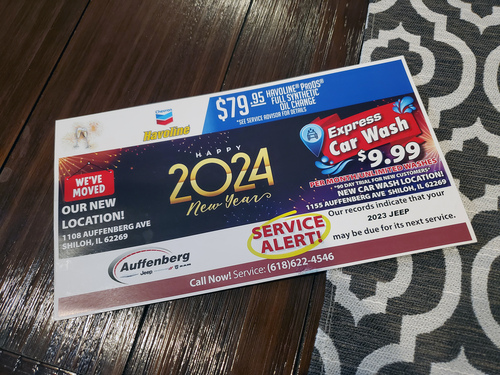 $79.95 HAVOLINE® ProDS®
FULL SYNTHETIC
OIL CHANGE
*SEE SERVICE ADVISOR FOR DETAILS
Chevron
Havoline
HAPPY
2024
New Year
Express
Car Wash
$9.99
PER MONTH/UNLIMITED WASHES
*90 DAY TRIAL FOR NEW CUSTOMERS*
NEW CAR WASH LOCATION!
1155 AUFFENBERG AVE SHILOH, IL 62269
WE'VE
MOVED
OUR NEW
LOCATION!
1108 AUFFENBERG AVE
SHILOH, IL 62269
Auffenberg
Jeep RAM
SERVICE
ALERT!
Our records indicate that your
2023 JEEP
may be due for its next service.
Call Now! Service: (618)622-4546